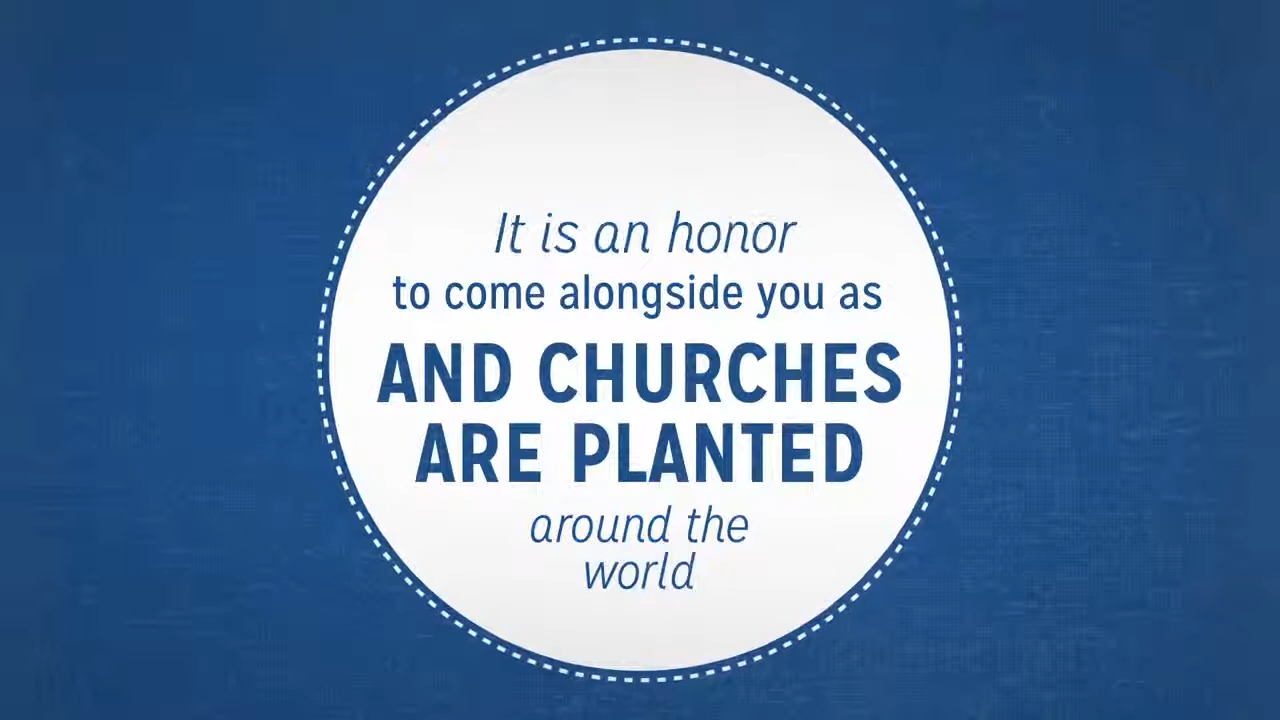 It is an honor
to come alongside you as
AND CHURCHES
ARE PLANTED
around the
world